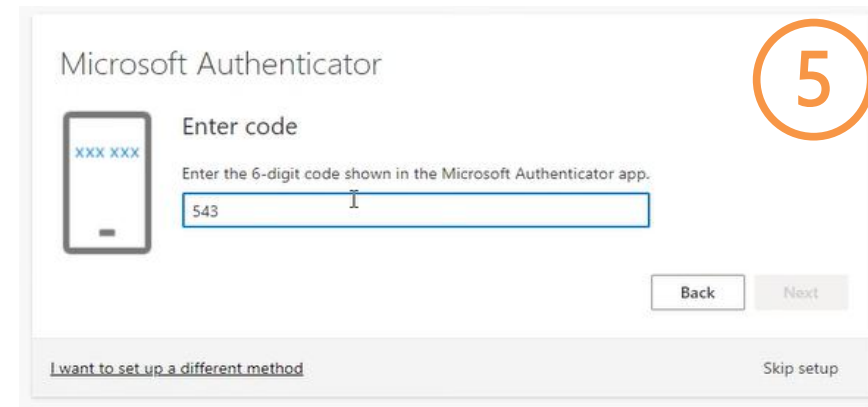 Microsoft Authenticator
5
Enter code
XXX XXX
Enter the 6-digit code shown in the Microsoft Authenticator app.
543
Back Next
I want to set up a different method Skip setup